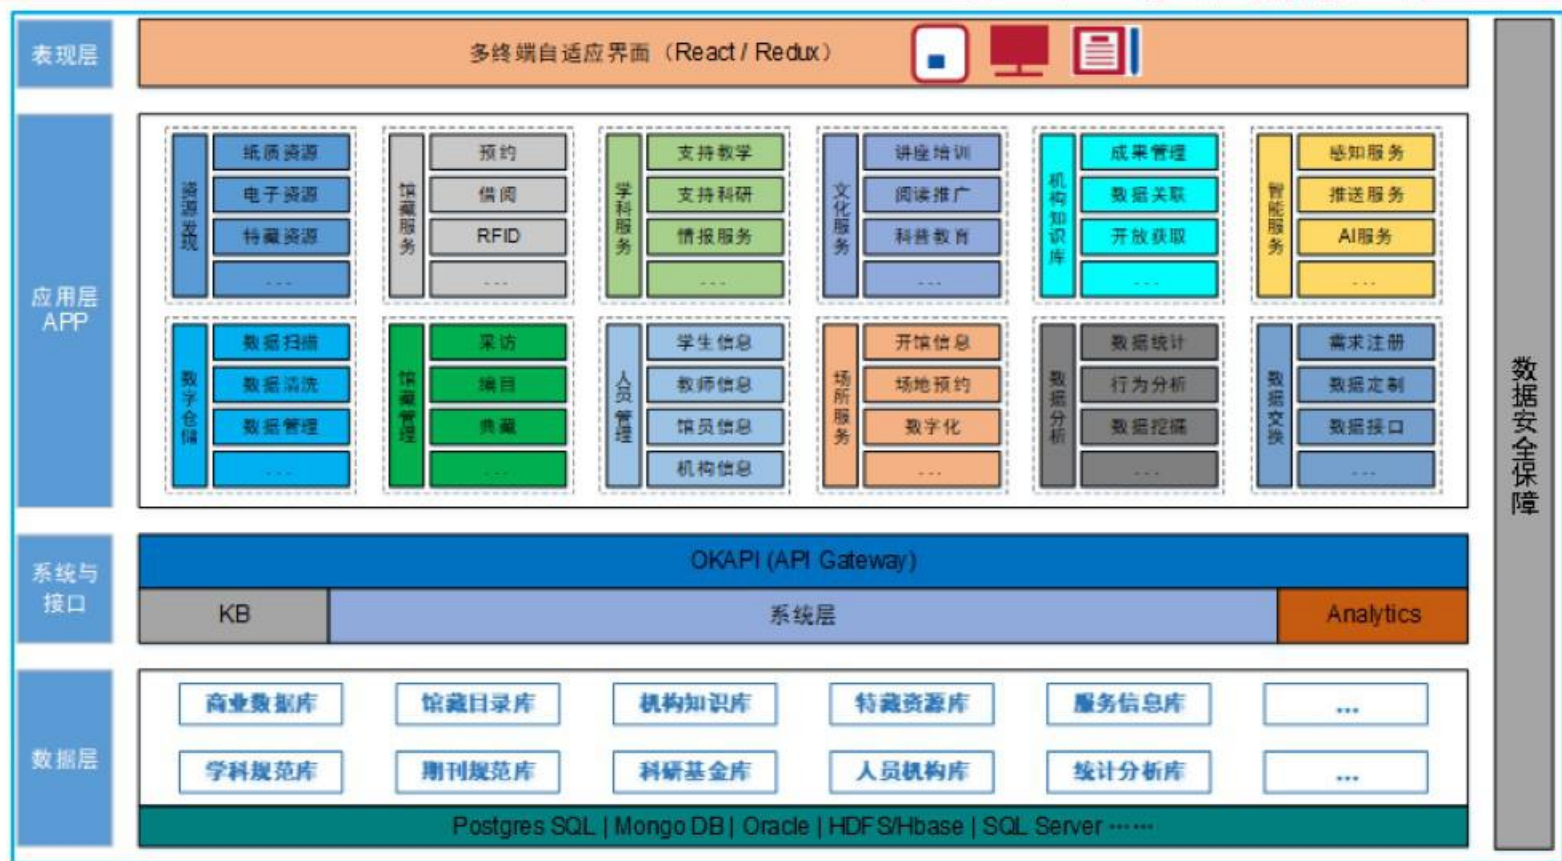 表现层
多终端自适应界面（React / Redux）
应用层
APP
资源发现
纸质资源
电子资源
特藏资源
...
馆藏服务
预约
借阅
RFID
...
学科服务
支持教学
支持科研
情报服务
...
文化服务
讲座培训
阅读推广
科普教育
...
机构知识库
成果管理
数据关联
开放获取
...
智能服务
感知服务
推送服务
AI服务
...
数字仓储
数据扫描
数据清洗
数据管理
...
馆藏管理
采访
编目
典藏
...
人员管理
学生信息
教师信息
馆员信息
机构信息
场所服务
开馆信息
场地预约
数字化
...
数据分析
数据统计
行为分析
数据挖掘
...
数据交换
需求注册
数据定制
数据接口
...
系统与
接口
OKAPI (API Gateway)
KB
系统层
Analytics
数据层
商业数据库
馆藏目录库
机构知识库
特藏资源库
服务信息库
...
学科规范库
期刊规范库
科研基金库
人员机构库
统计分析库
...
Postgres SQL | Mongo DB | Oracle | HDFS/Hbase | SQL Server ······
数据安全保障